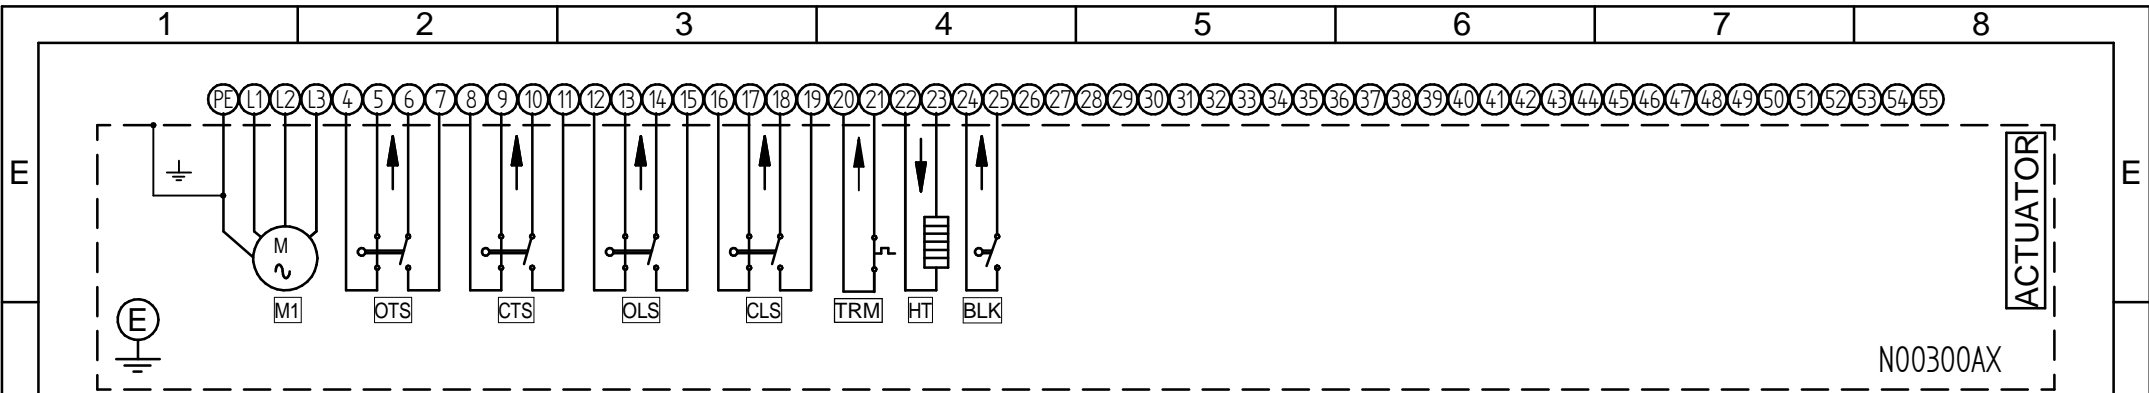 1 2 3 4 5 6 7 8
PE L1 L2 L3 4 5 6 7 8 9 10 11 12 13 14 15 16 17 18 19 20 21 22 23 24 25 26 27 28 29 30 31 32 33 34 35 36 37 38 39 40 41 42 43 44 45 46 47 48 49 50 51 52 53 54 55
E E
ACTUATOR
M
M1 OTS CTS OLS CLS TRM HT BLK
E
N00300AX